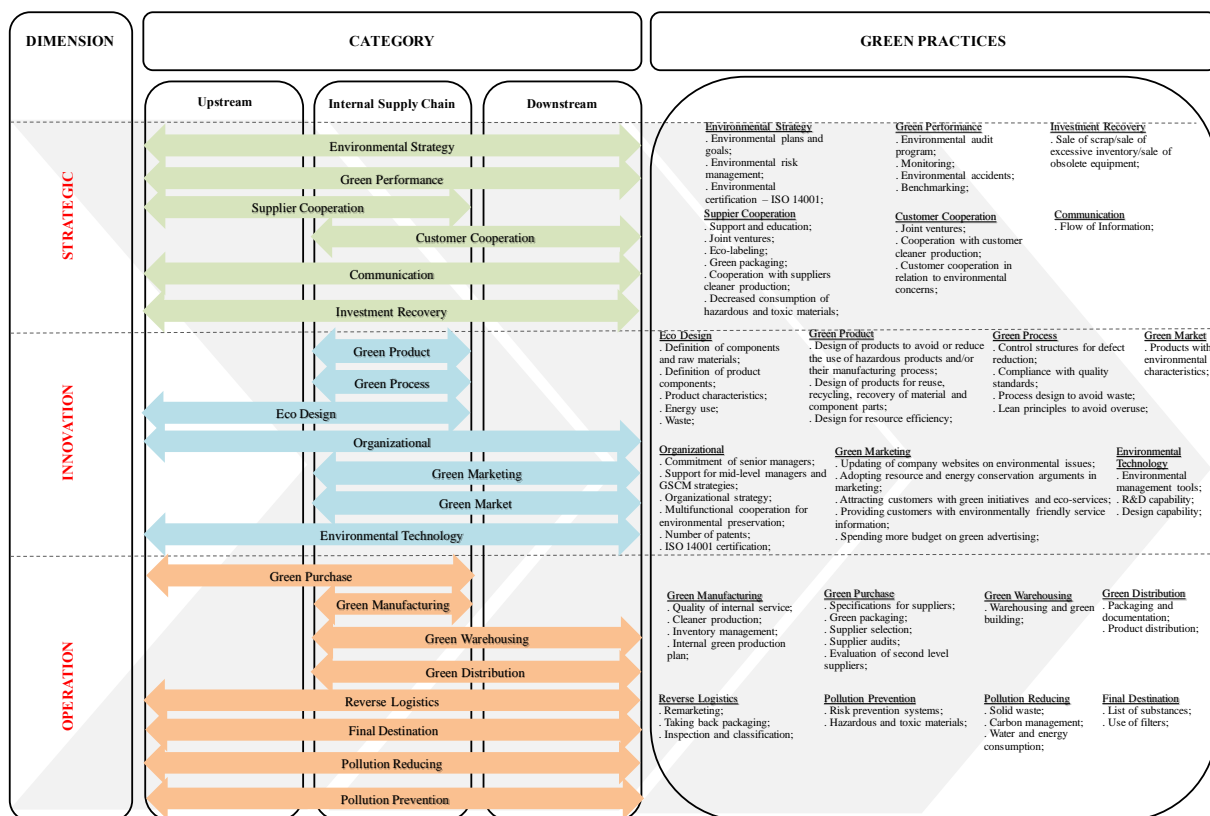 DIMENSION
CATEGORY
GREEN PRACTICES
Upstream
Internal Supply Chain
Downstream
STRATEGIC
Environmental Strategy
Green Performance
Supplier Cooperation
Customer Cooperation
Communication
Investment Recovery
Environmental Strategy
. Environmental plans and
goals;
. Environmental risk
management;
. Environmental
certification – ISO 14001;
Green Performance
. Environmental audit
program;
. Monitoring;
. Environmental accidents;
. Benchmarking;
Investment Recovery
. Sale of scrap/sale of
excessive inventory/sale of
obsolete equipment;
Suppier Cooperation
. Support and education;
. Joint ventures;
. Eco-labeling;
. Green packaging;
. Cooperation with suppliers
cleaner production;
. Decreased consumption of
hazardous and toxic materials;
Customer Cooperation
. Joint ventures;
. Cooperation with customer
cleaner production;
. Customer cooperation in
relation to environmental
concerns;
Communication
. Flow of Information;
INNOVATION
Green Product
Green Process
Eco Design
Organizational
Green Marketing
Green Market
Environmental Technology
Eco Design
. Definition of components
and raw materials;
. Definition of product
components;
. Product characteristics;
. Energy use;
. Waste;
Green Product
. Design of products to avoid or reduce
the use of hazardous products and/or
their manufacturing process;
. Design of products for reuse,
recycling, recovery of material and
component parts;
. Design for resource efficiency;
Green Process
. Control structures for defect
reduction;
. Compliance with quality
standards;
. Process design to avoid waste;
. Lean principles to avoid overuse;
Green Market
. Products with
environmental
characteristics;
Organizational
. Commitment of senior managers;
. Support for mid-level managers and
GSCM strategies;
. Organizational strategy;
. Multifunctional cooperation for
environmental preservation;
. Number of patents;
. ISO 14001 certification;
Green Marketing
. Updating of company websites on environmental issues;
. Adopting resource and energy conservation arguments in
marketing;
. Attracting customers with green initiatives and eco-services;
. Providing customers with environmentally friendly service
information;
. Spending more budget on green advertising;
Environmental
Technology
. Environmental
management tools;
. R&D capability;
. Design capability;
OPERATION
Green Purchase
Green Manufacturing
Green Warehousing
Green Distribution
Reverse Logistics
Final Destination
Pollution Reducing
Pollution Prevention
Green Manufacturing
. Quality of internal service;
. Cleaner production;
. Inventory management;
. Internal green production
plan;
Green Purchase
. Specifications for suppliers;
. Green packaging;
. Supplier selection;
. Supplier audits;
. Evaluation of second level
suppliers;
Green Warehousing
. Warehousing and green
building;
Green Distribution
. Packaging and
documentation;
. Product distribution;
Reverse Logistics
. Remarketing;
. Taking back packaging;
. Inspection and classification;
Pollution Prevention
. Risk prevention systems;
. Hazardous and toxic materials;
Pollution Reducing
. Solid waste;
. Carbon management;
. Water and energy
consumption;
Final Destination
. List of substances;
. Use of filters;